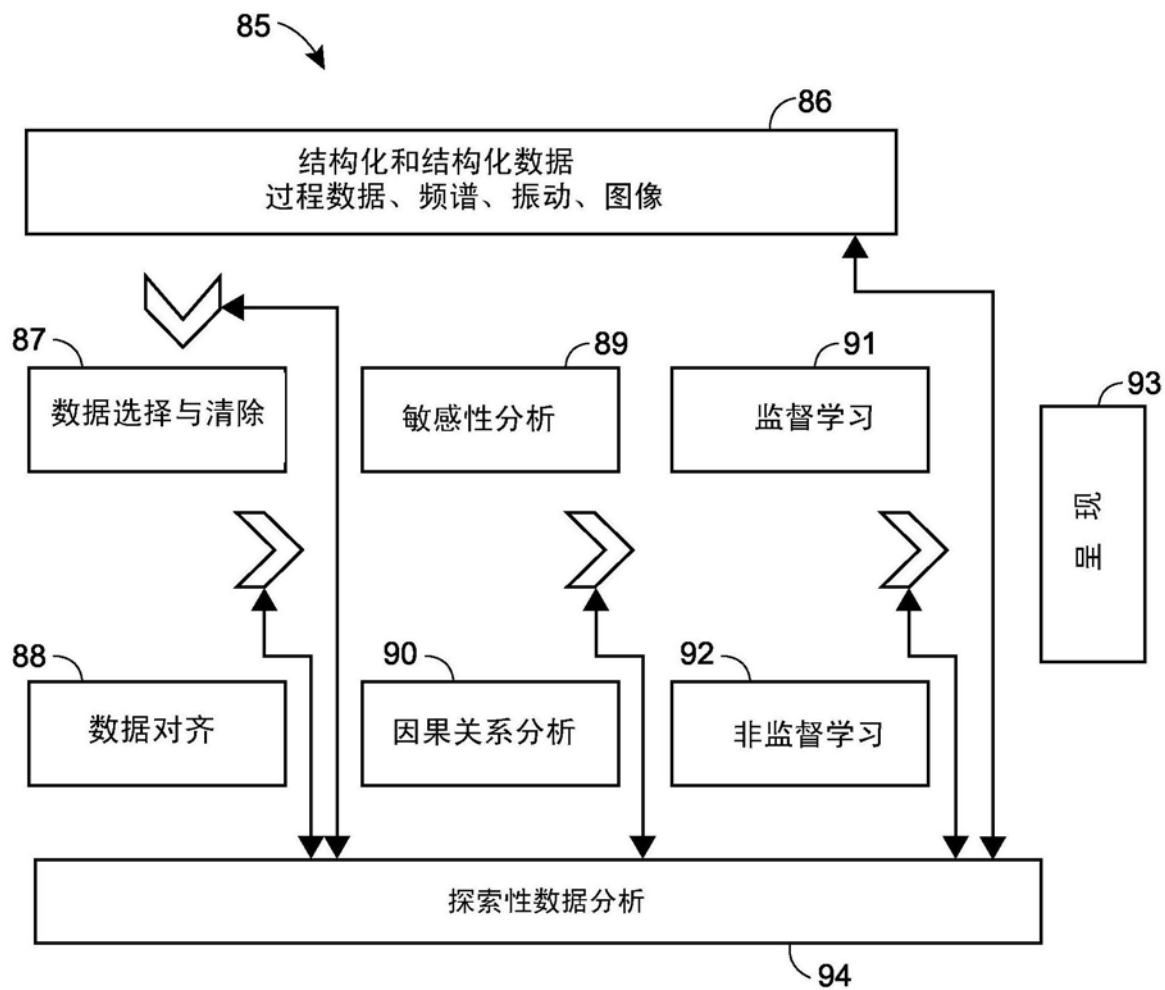 85
86
结构化和结构化数据
过程数据、频谱、振动、图像
87
数据选择与清除
89
敏感性分析
91
监督学习
93
呈现
88
数据对齐
90
因果关系分析
92
非监督学习
探索性数据分析
94